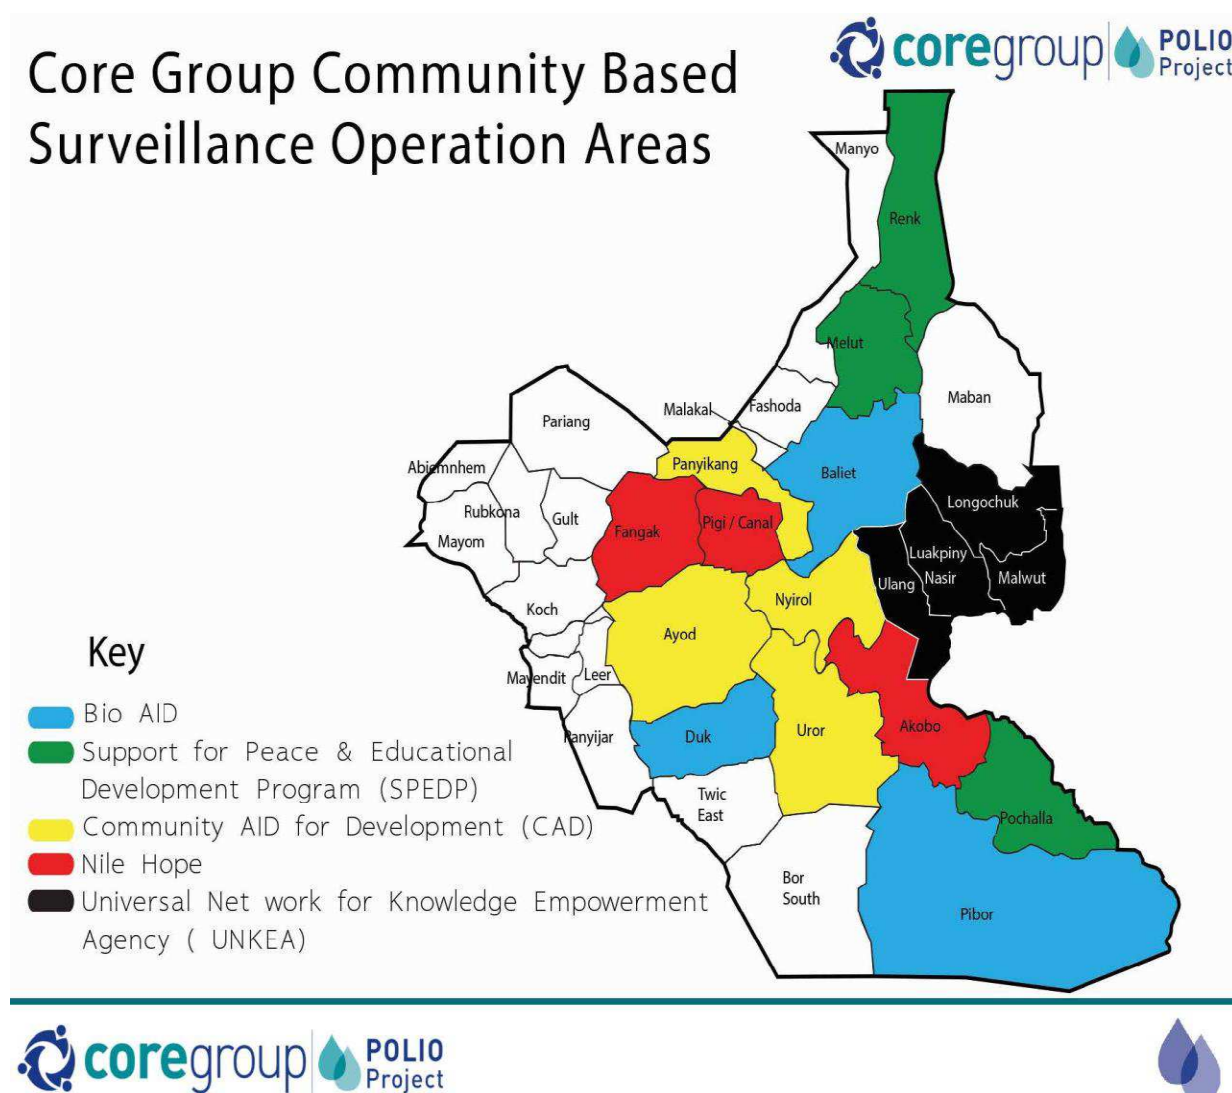 Core Group Community Based
Surveillance Operation Areas
coregroup
POLIO
Project
Manyo
Renk
Melut
Maban
Fashoda
Malakal
Pariang
Panyikang
Baliet
Abiemnhem
Rubkona
Gult
Mayom
Fangak
Pigi / Canal
Longochuk
Luakpiny
Nasir
Ulang
Malwut
Koch
Nyirol
Ayod
Mayendit
Leer
Panyijar
Duk
Uror
Akobo
Twic
East
Pochalla
Bor
South
Pibor
Key
Bio AID
Support for Peace & Educational
Development Program (SPEDP)
Community AID for Development (CAD)
Nile Hope
Universal Net work for Knowledge Empowerment
Agency ( UNKEA)
coregroup
POLIO
Project